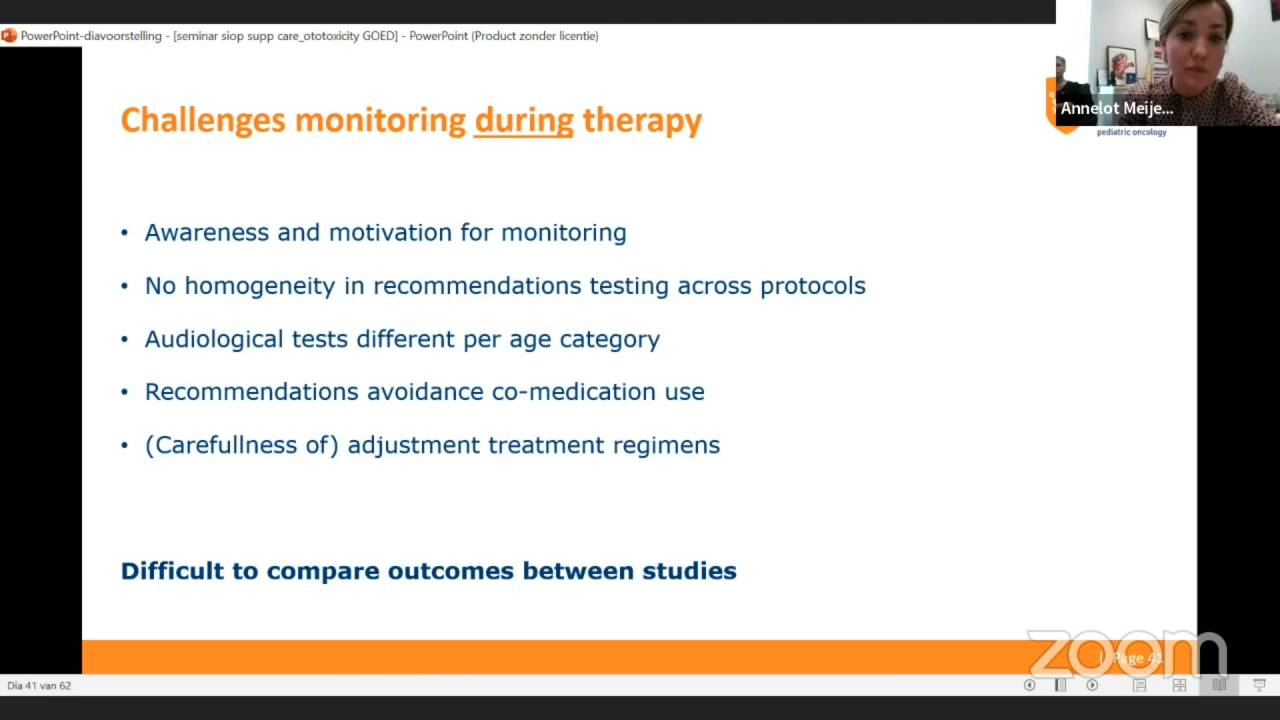 PowerPoint-diavoorstelling - [seminar siop supp care_ototoxicity GOED] - PowerPoint (Product zonder licentie)
Annelot Meije...
pediatric oncology
Challenges monitoring during therapy
• Awareness and motivation for monitoring
• No homogeneity in recommendations testing across protocols
• Audiological tests different per age category
• Recommendations avoidance co-medication use
• (Carefullness of) adjustment treatment regimens
Difficult to compare outcomes between studies
| Page 41
zoom
Dia 41 van 62